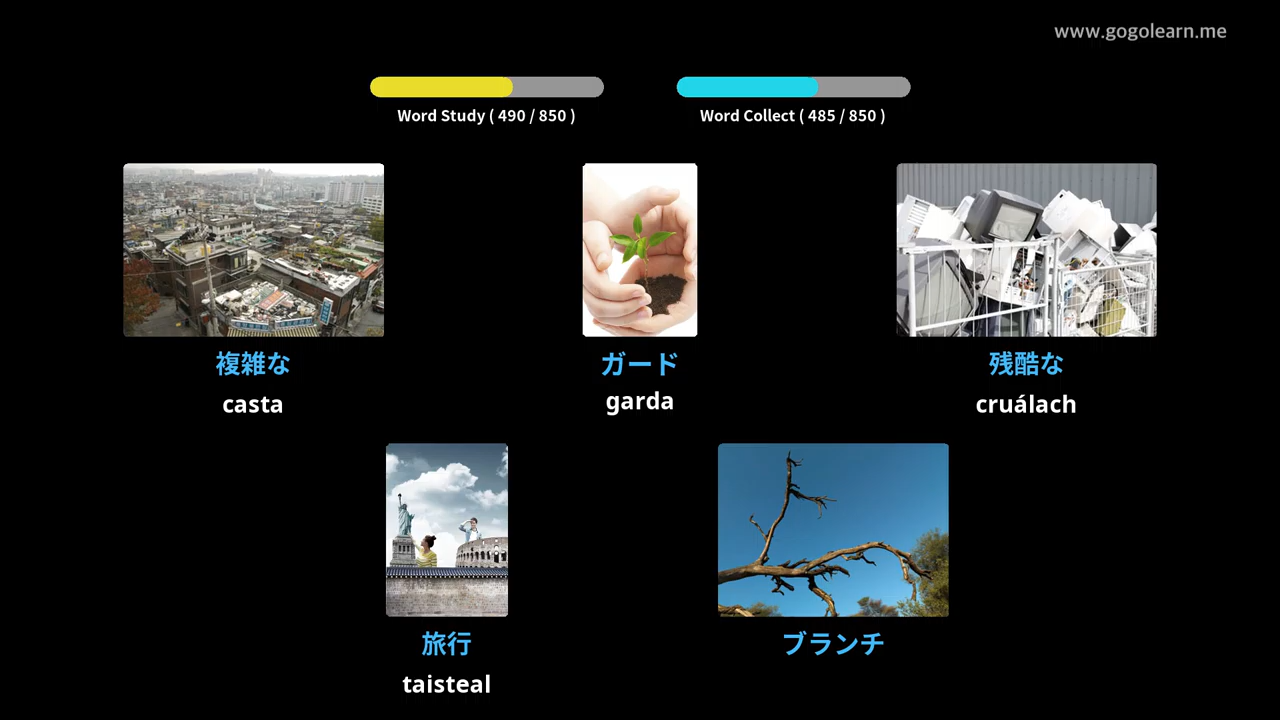 www.gogolearn.me
Word Study ( 490 / 850 )
Word Collect ( 485 / 850 )
複雑な
casta
ガード
garda
残酷な
cruálach
旅行
taisteal
ブランチ